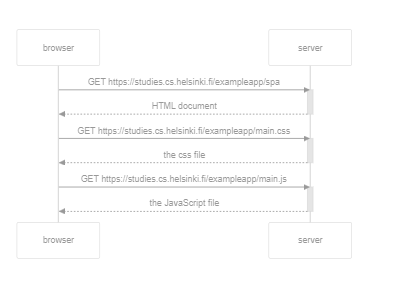 browser
server
GET https://studies.cs.helsinki.fi/exampleapp/spa
HTML document
GET https://studies.cs.helsinki.fi/exampleapp/main.css
the css file
GET https://studies.cs.helsinki.fi/exampleapp/main.js
the JavaScript file
browser
server